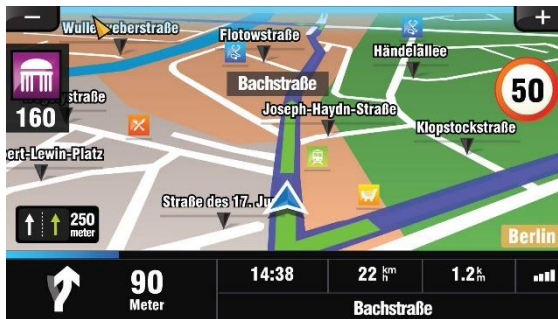 −
+
Wullenweberstraße
Flotowstraße
Händelallee
Bachstraße
50
160
straße
Joseph-Haydn-Straße
Klopstockstraße
ert-Lewin-Platz
Straße des 17. Ju
250
meter
Berlin
90
Meter
14:38
22 km/h
1.2 km
Bachstraße